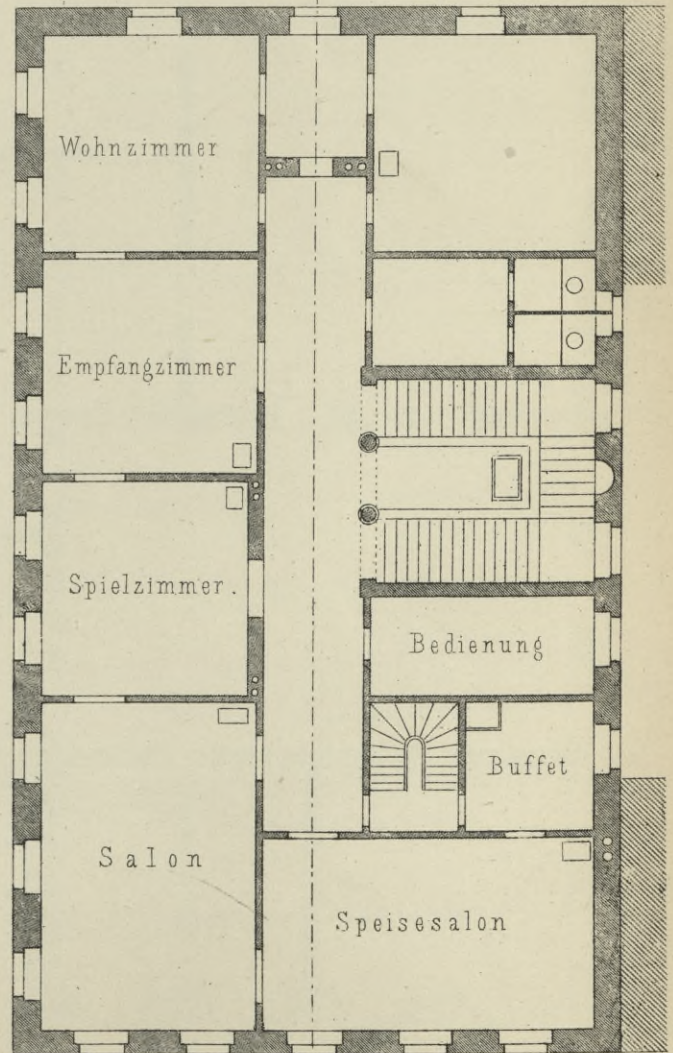 Wohnzimmer
Empfangzimmer
Spielzimmer.
Bedienung
Buffet
Salon
Speisesalon